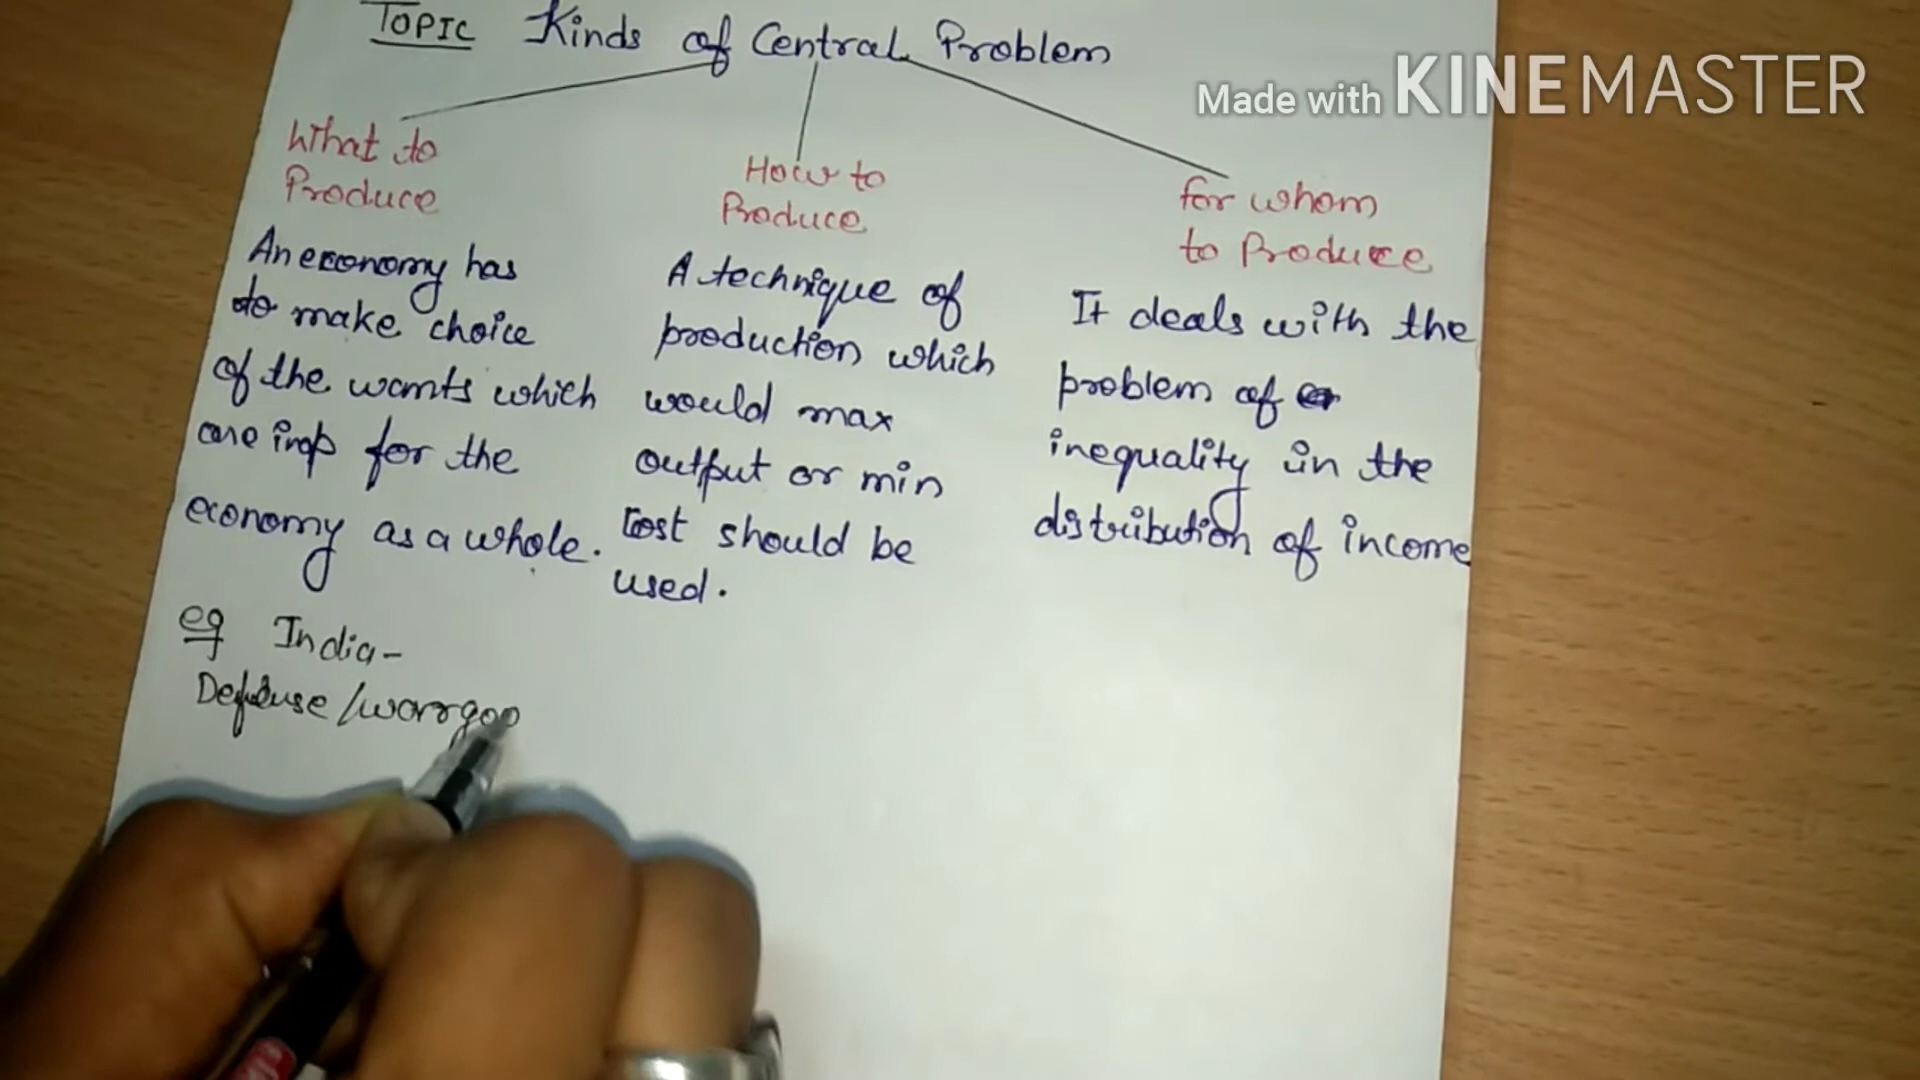 TOPIC Kinds of Central Problem
Made with KINEMASTER
What to
Produce
An economy has
to make choice
of the wants which
are imp for the
economy as a whole.
eg India-
Defense/wargoo
How to
Produce
A technique of
production which
would max
output or min
cost should be
used.
for whom
to Produce
It deals with the
problem of
inequality in the
distribution of income